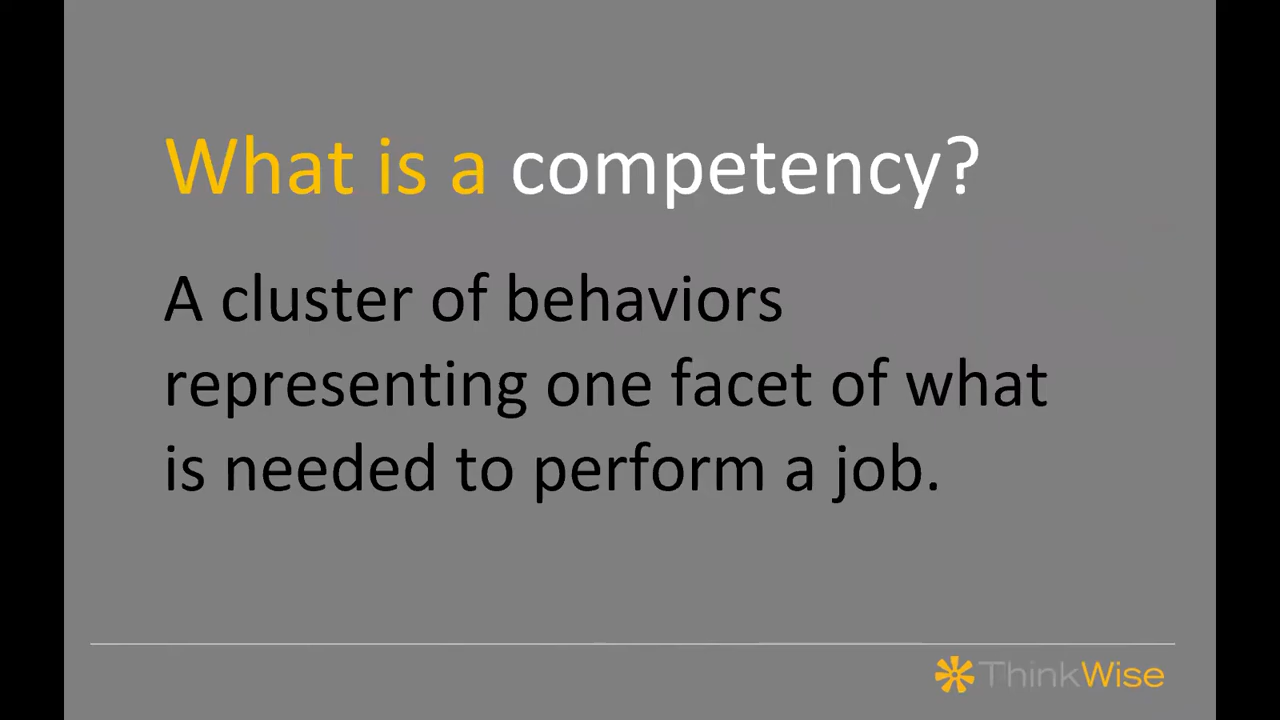 What is a competency?
A cluster of behaviors
representing one facet of what
is needed to perform a job.
ThinkWise